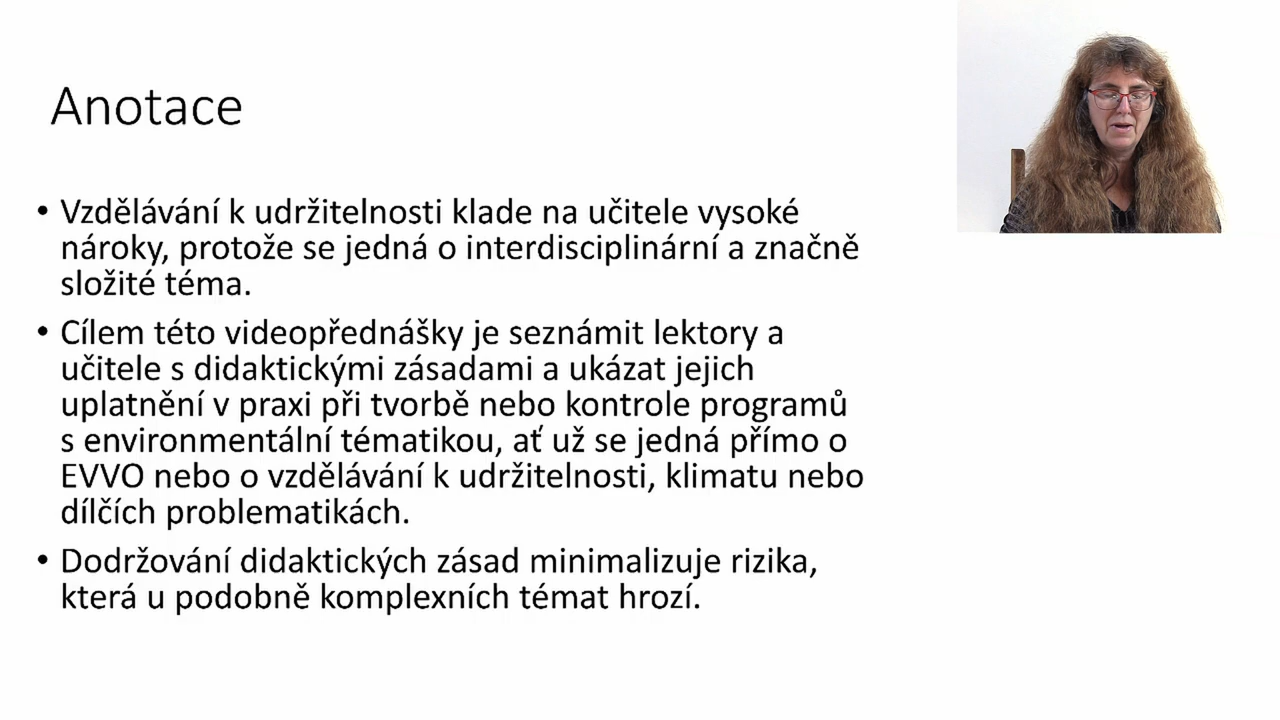 Anotace
• Vzdělávání k udržitelnosti klade na učitele vysoké
nároky, protože se jedná o interdisciplinární a značně
složité téma.
• Cílem této videopřednášky je seznámit lektory a
učitele s didaktickými zásadami a ukázat jejich
uplatnění v praxi při tvorbě nebo kontrole programů
s environmentální tématikou, ať už se jedná přímo o
EVVO nebo o vzdělávání k udržitelnosti, klimatu nebo
dílčích problematikách.
• Dodržování didaktických zásad minimalizuje rizika,
která u podobně komplexních témat hrozí.